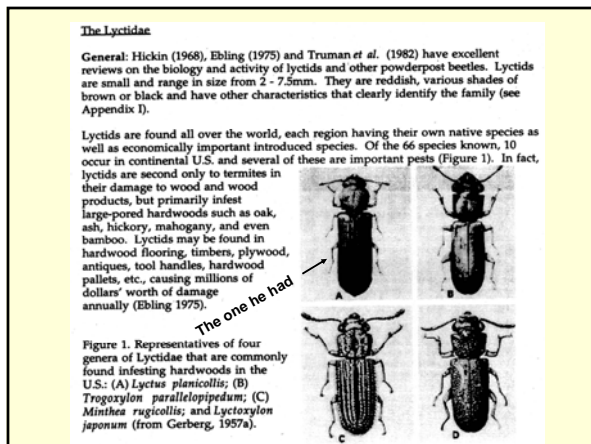 The Lyctidae
General: Hickin (1968), Ebling (1975) and Truman et al. (1982) have excellent
reviews on the biology and activity of lyctids and other powderpost beetles. Lyctids
are small and range in size from 2 - 7.5mm. They are reddish, various shades of
brown or black and have other characteristics that clearly identify the family (see
Appendix I).
Lyctids are found all over the world, each region having their own native species as
well as economically important introduced species. Of the 66 species known, 10
occur in continental U.S. and several of these are important pests (Figure 1). In fact,
lyctids are second only to termites in
their damage to wood and wood
products, but primarily infest
large-pored hardwoods such as oak,
ash, hickory, mahogany, and even
bamboo. Lyctids may be found in
hardwood flooring, timbers, plywood,
antiques, tool handles, hardwood
pallets, etc., causing millions of
dollars' worth of damage
annually (Ebling 1975).
The one he had
A
B
Figure 1. Representatives of four
genera of Lyctidae that are commonly
found infesting hardwoods in the
U.S.: (A) Lyctus planicollis; (B)
Trogoxylon parallelopipedum; (C)
Minthea rugicollis; and Lyctoxylon
japonum (from Gerberg, 1957a).
C
D